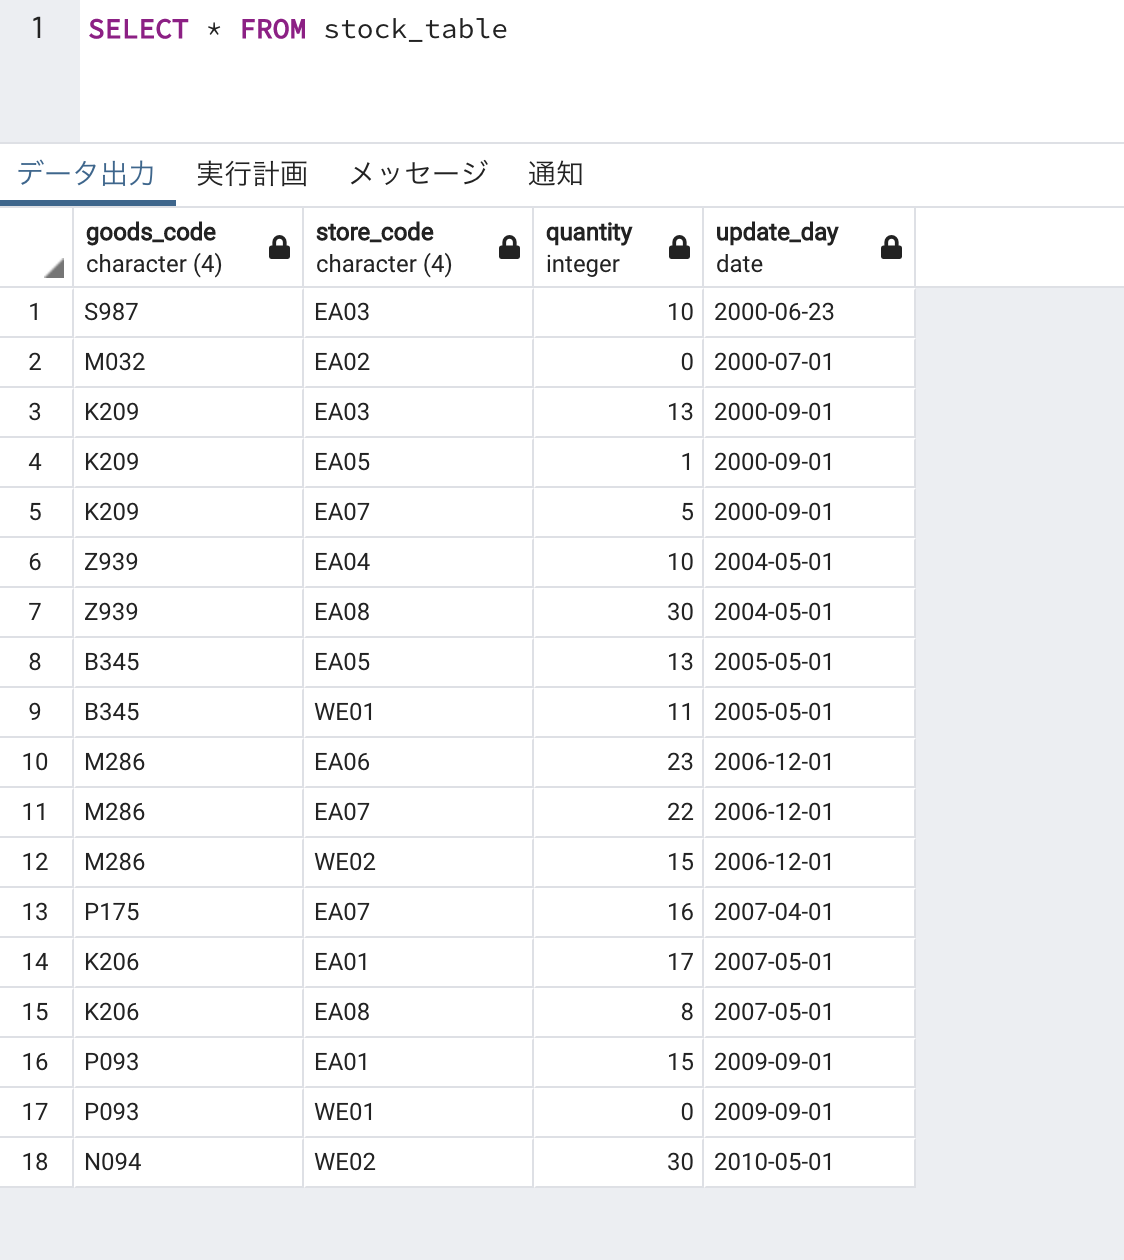 1 SELECT * FROM stock_table
データ出力 実行計画 メッセージ 通知
goods_code store_code quantity update_day
character (4) character (4) integer date
1 S987 EA03 10 2000-06-23
2 M032 EA02 0 2000-07-01
3 K209 EA03 13 2000-09-01
4 K209 EA05 1 2000-09-01
5 K209 EA07 5 2000-09-01
6 Z939 EA04 10 2004-05-01
7 Z939 EA08 30 2004-05-01
8 B345 EA05 13 2005-05-01
9 B345 WE01 11 2005-05-01
10 M286 EA06 23 2006-12-01
11 M286 EA07 22 2006-12-01
12 M286 WE02 15 2006-12-01
13 P175 EA07 16 2007-04-01
14 K206 EA01 17 2007-05-01
15 K206 EA08 8 2007-05-01
16 P093 EA01 15 2009-09-01
17 P093 WE01 0 2009-09-01
18 N094 WE02 30 2010-05-01